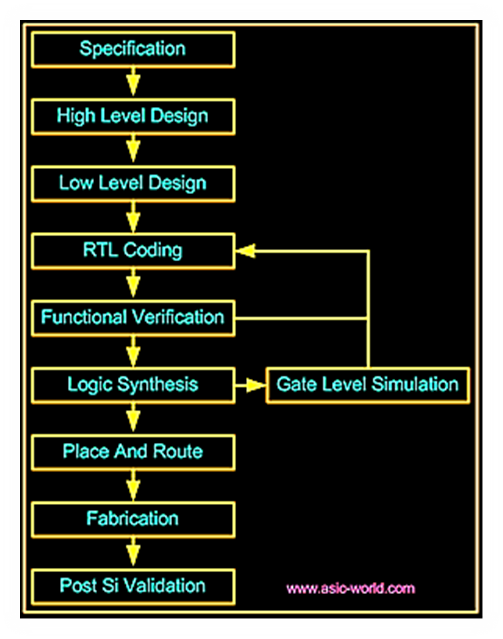 Specification
High Level Design
Low Level Design
RTL Coding
Functional Verification
Logic Synthesis
Gate Level Simulation
Place And Route
Fabrication
Post Si Validation
www.asic-world.com